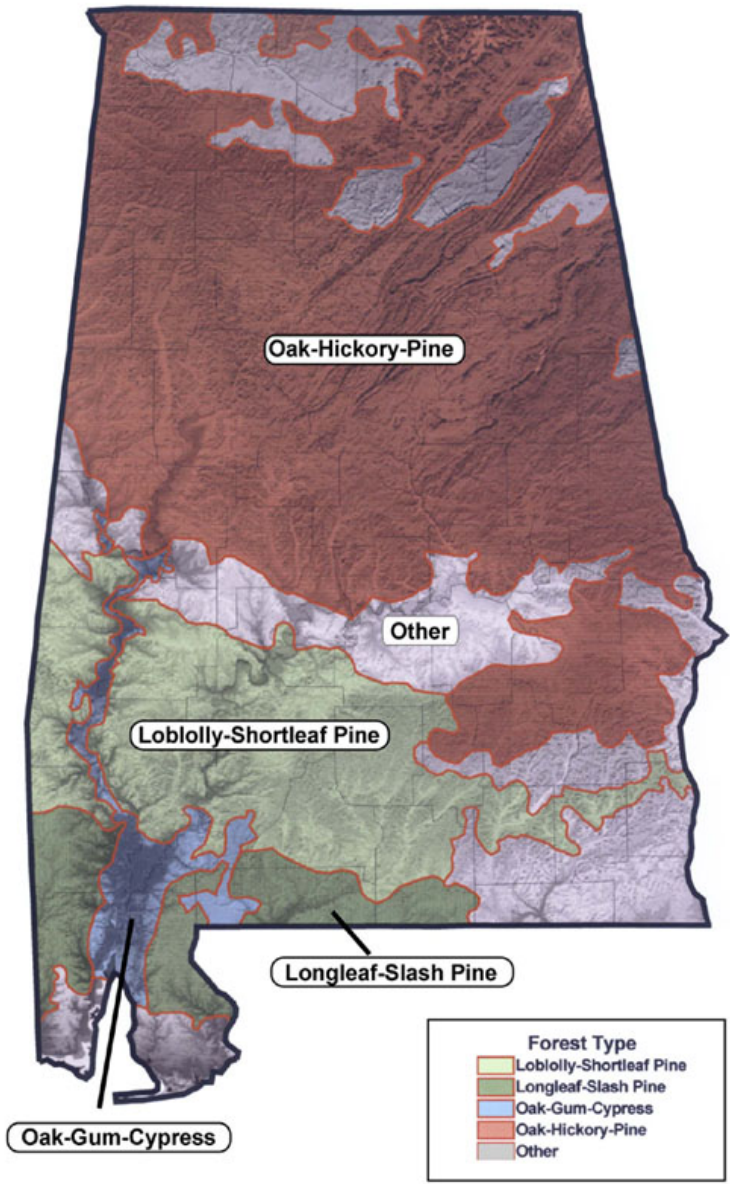 Oak-Hickory-Pine
Other
Loblolly-Shortleaf Pine
Longleaf-Slash Pine
Oak-Gum-Cypress
Forest Type
Loblolly-Shortleaf Pine
Longleaf-Slash Pine
Oak-Gum-Cypress
Oak-Hickory-Pine
Other